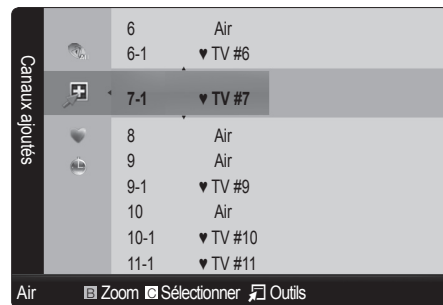 Canaux ajoutés
6 Air
6-1 ♥ TV #6
7-1 ♥ TV #7
8 Air
9 Air
9-1 ♥ TV #9
10 Air
10-1 ♥ TV #10
11-1 ♥ TV #11
Air B Zoom C Sélectionner Outils